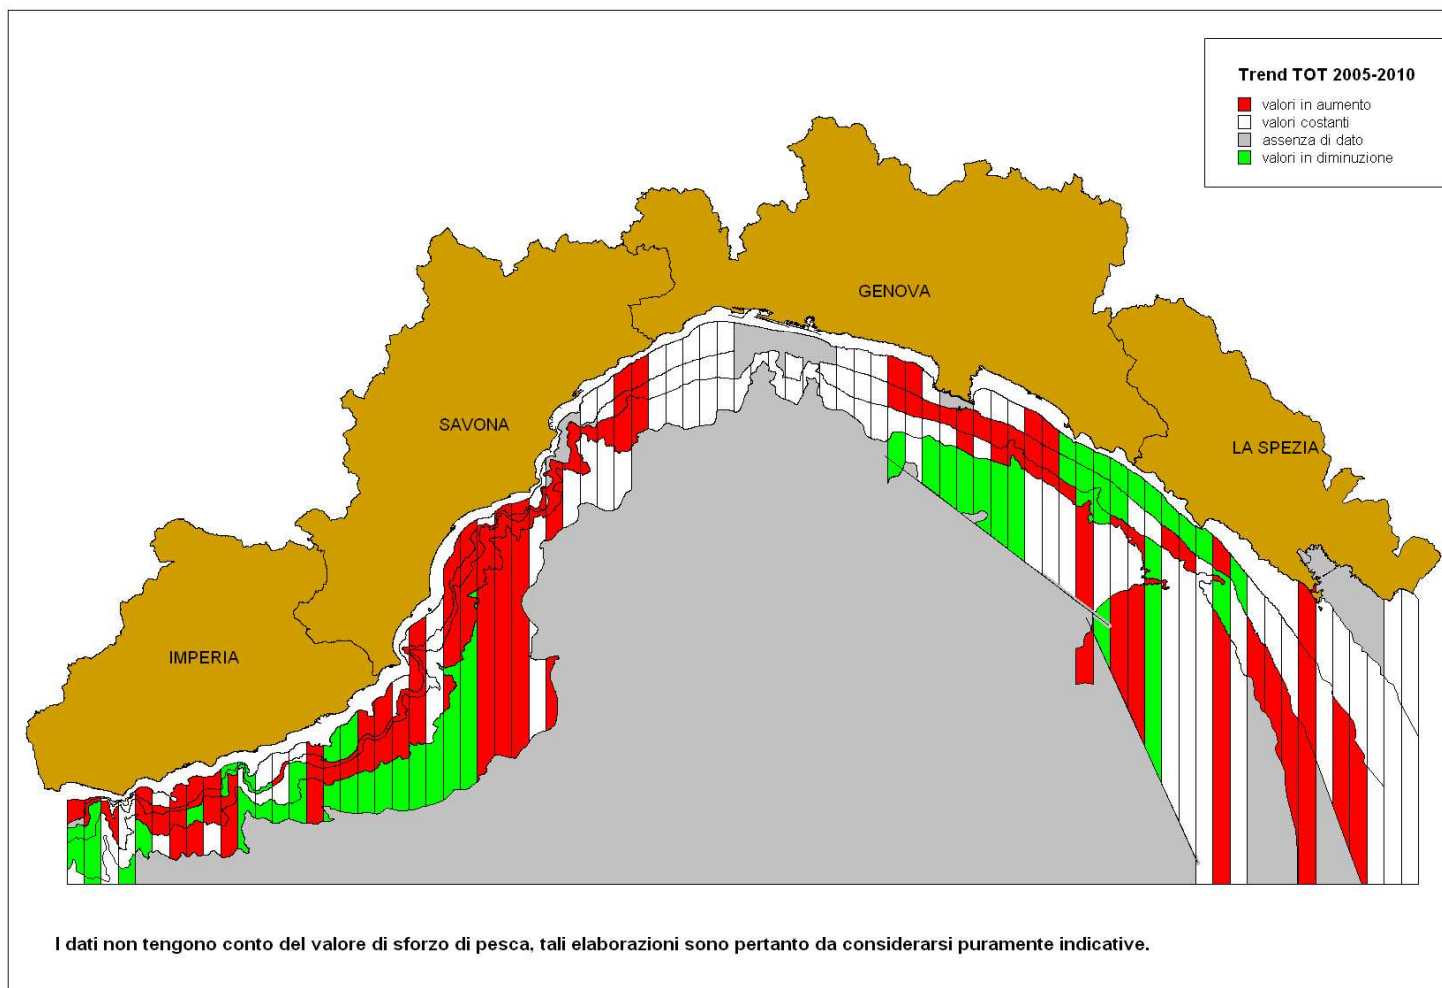 Trend TOT 2005-2010
valori in aumento
valori costanti
assenza di dato
valori in diminuzione
GENOVA
SAVONA
LA SPEZIA
IMPERIA
I dati non tengono conto del valore di sforzo di pesca, tali elaborazioni sono pertanto da considerarsi puramente indicative.